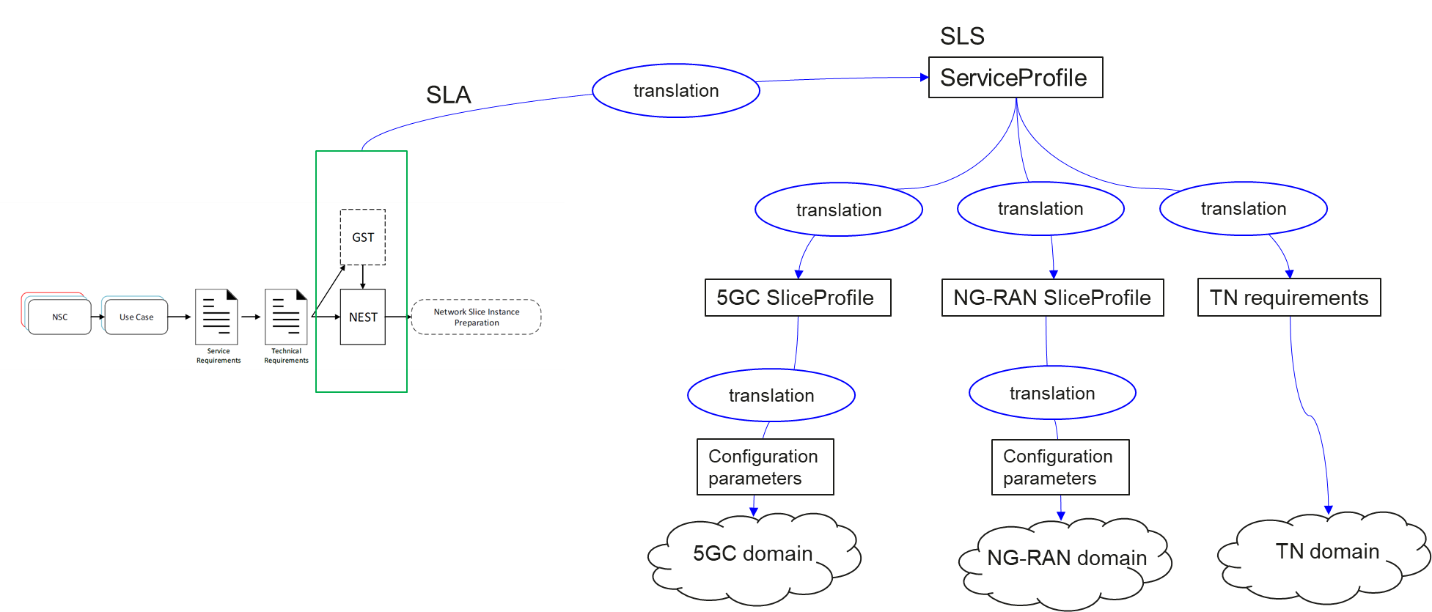 SLS
ServiceProfile
translation
SLA
translation
translation
translation
GST
5GC SliceProfile
NG-RAN SliceProfile
TN requirements
NSC
Use Case
NEST
Network Slice Instance
Preparation
Service
Requirements
Technical
Requirements
translation
translation
Configuration
parameters
Configuration
parameters
5GC domain
NG-RAN domain
TN domain